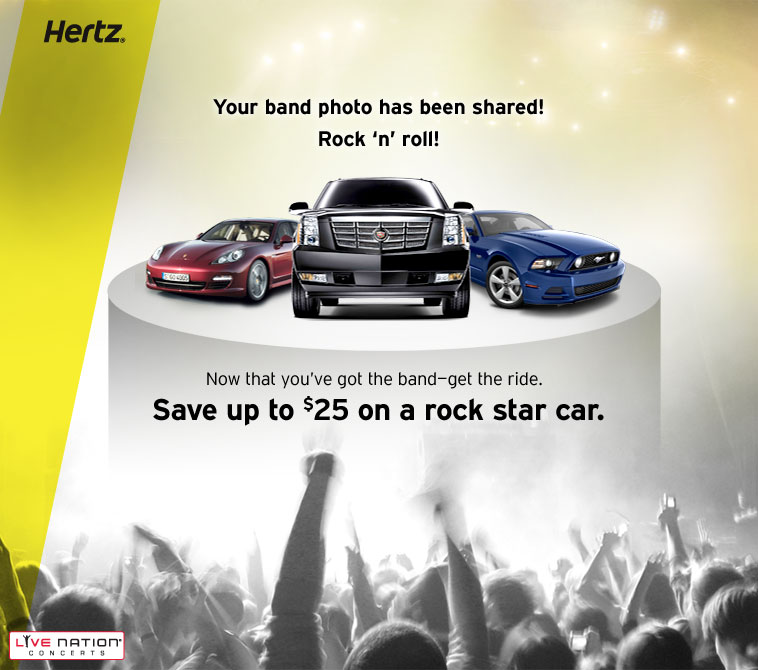 Hertz®
Your band photo has been shared!
Rock ‘n’ roll!
Now that you’ve got the band–get the ride.
Save up to $25 on a rock star car.
LIVE NATION®
CONCERTS